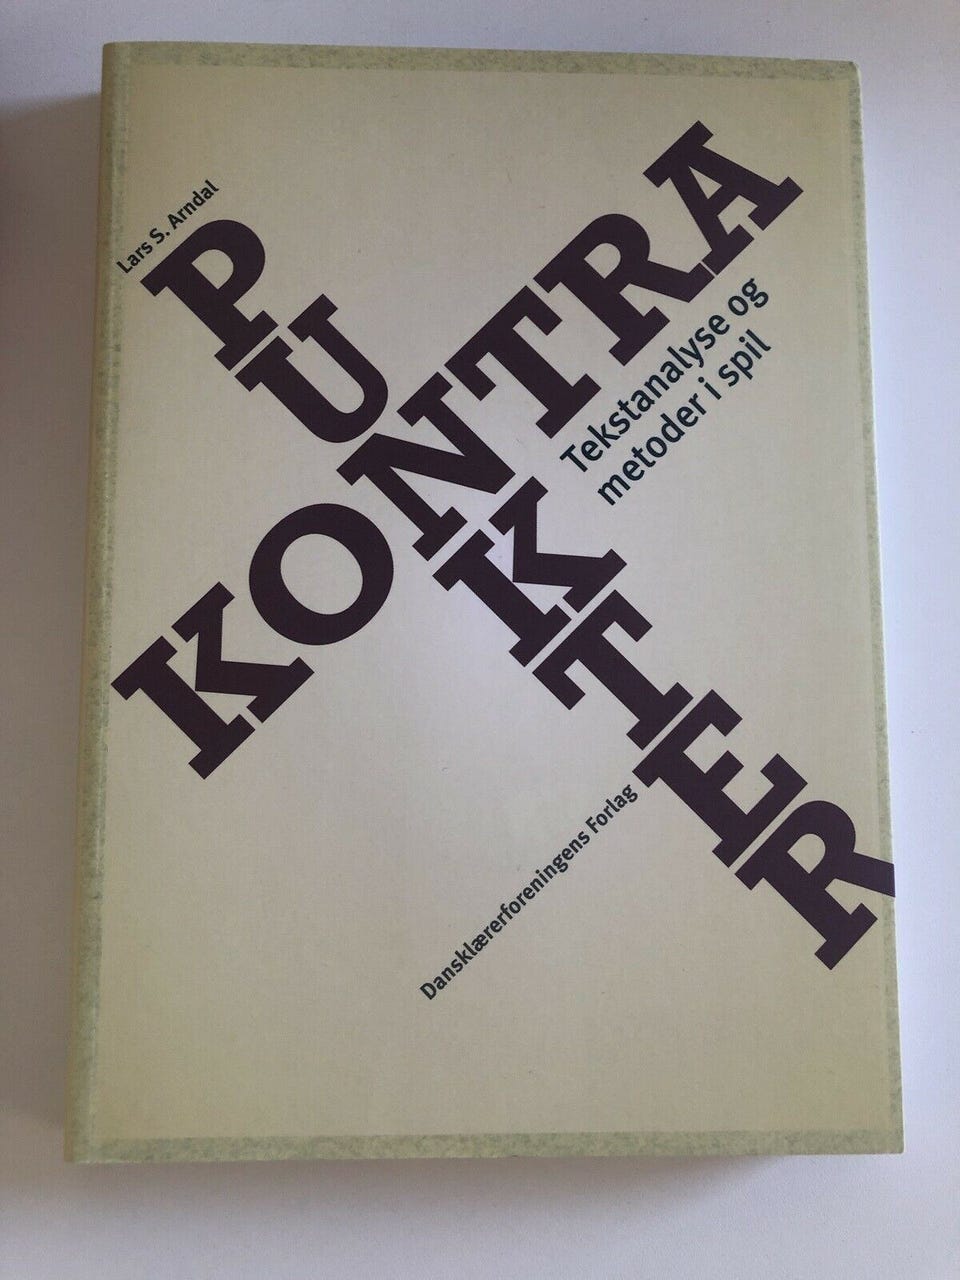 Lars S. Arndal
KONTRA
PUNKTER
Tekstanalyse og
metoder i spil
Dansklærerforeningens Forlag